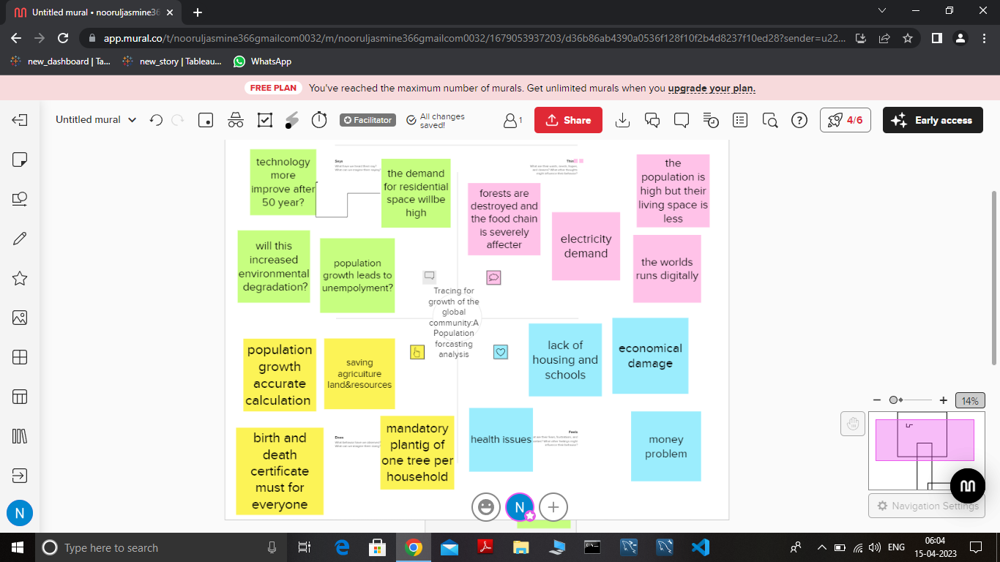 Untitled mural • nooruljasmine36
app.mural.co/t/nooruljasmine366gmailcom0032/m/nooruljasmine366gmailcom0032/1679053937203/d36b86ab4390a0536f128f10f2b4d8237f10ed28?sender=u22...
new_dashboard | Ta...
new_story | Tableau...
WhatsApp
FREE PLAN You've reached the maximum number of murals. Get unlimited murals when you upgrade your plan.
Untitled mural
Facilitator
All changes
saved!
1
Share
4/6
Early access
technology
more
improve after
50 year?
Says
What have we heard them say?
What can we imagine them saying?
the demand
for residential
space willbe
high
will this
increased
environmental
degradation?
population
growth leads to
unempolyment?
Thin
What are their wants, needs, hopes,
and dreams? What other thoughts
might influence their behavior?
forests are
destroyed and
the food chain
is severely
affecter
electricity
demand
the
population is
high but their
living space is
less
the worlds
runs digitally
Tracing for
growth of the
global
community:A
Population
forcasting
analysis
population
growth
accurate
calculation
saving
agriculture
land&resources
birth and
death
certificate
must for
everyone
Does
What behavior have we observed?
What can we imagine them doing?
mandatory
plantig of
one tree per
household
lack of
housing and
schools
economical
damage
health issues
Feels
are their fears, frustrations, and
anxieties? What other feelings might
influence their behavior?
money
problem
14%
Navigation Settings
N
N
Type here to search
ENG
06:04
15-04-2023